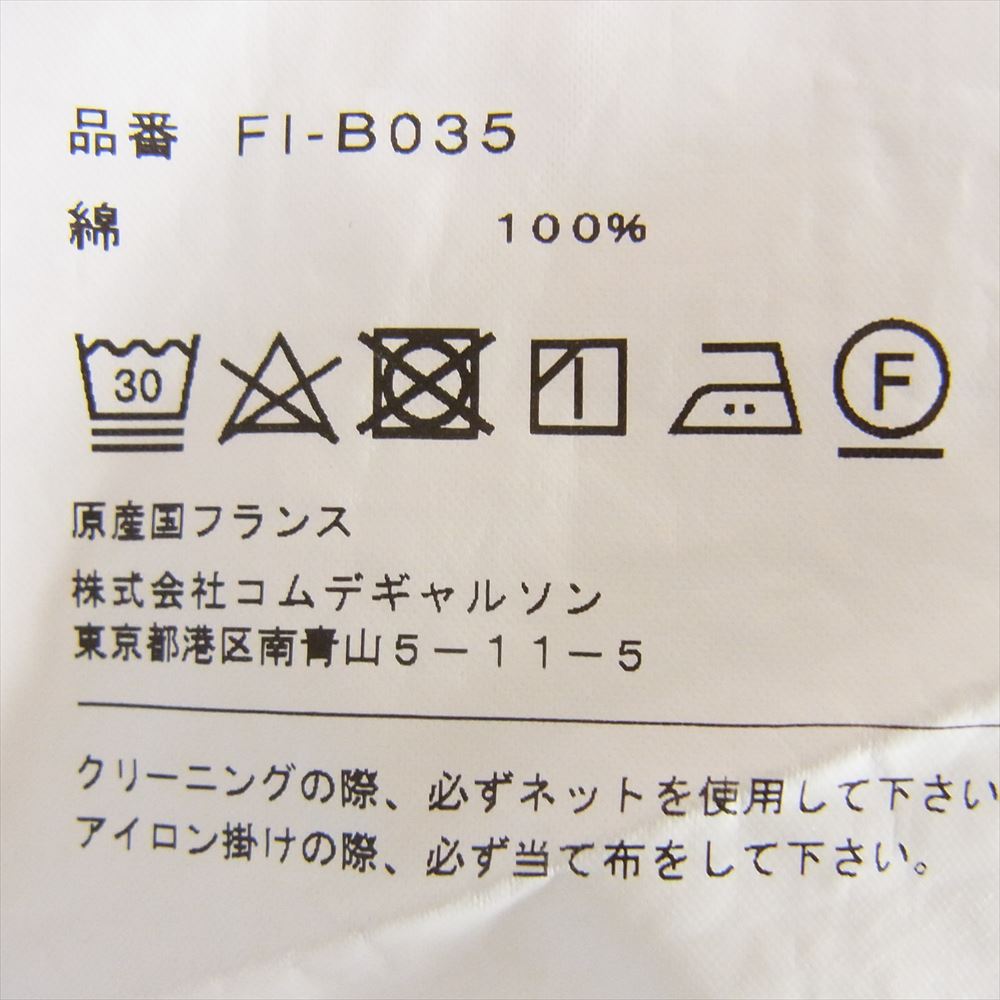 品番 FI-B035
綿 100%
30 F
原産国フランス
株式会社コムデギャルソン
東京都港区南青山5-11-5
クリーニングの際、必ずネットを使用して下さい
アイロン掛けの際、必ず当て布をして下さい。